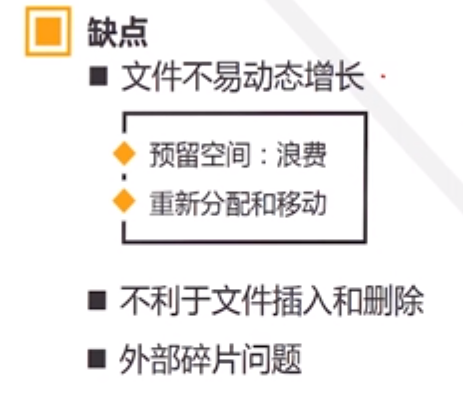 缺点
文件不易动态增长
预留空间：浪费
重新分配和移动
不利于文件插入和删除
外部碎片问题